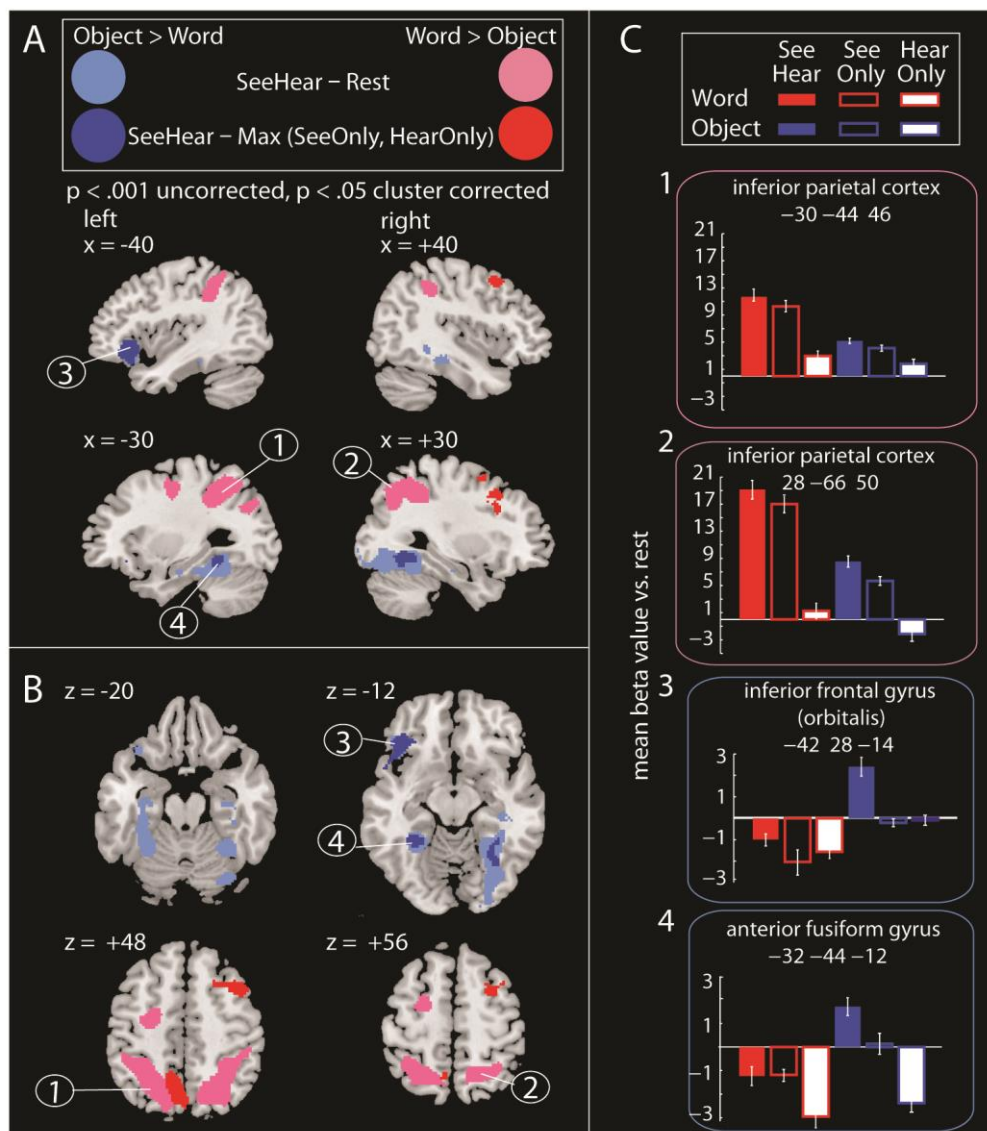 A
Object > Word
Word > Object
SeeHear – Rest
SeeHear – Max (SeeOnly, HearOnly)
p < .001 uncorrected, p < .05 cluster corrected
left
right
x = -40
x = +40
3
x = -30
x = +30
1
2
4
B
z = -20
z = -12
3
4
z = +48
z = +56
1
2
C
See Hear
See Only
Hear Only
Word
Object
mean beta value vs. rest
1
inferior parietal cortex
−30 −44 46
21
17
13
9
5
1
−3
2
inferior parietal cortex
28 −66 50
21
17
13
9
5
1
−3
3
inferior frontal gyrus
(orbitalis)
−42 28 −14
3
1
−1
−3
4
anterior fusiform gyrus
−32 −44 −12
3
1
−1
−3